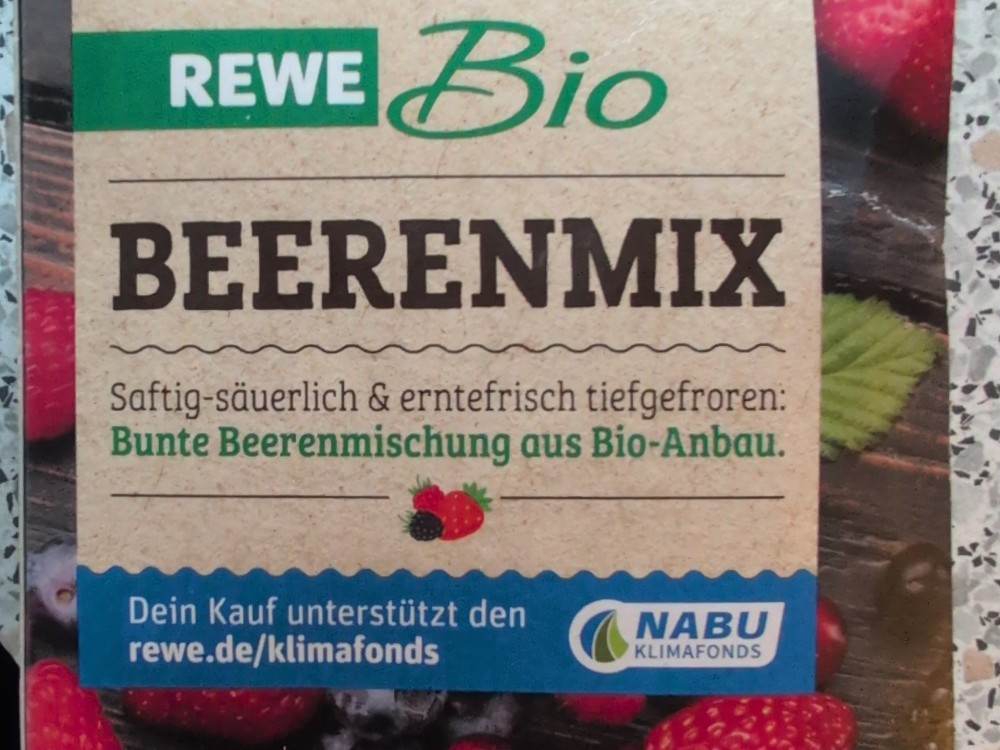 REWE Bio
BEERENMIX
Saftig-säuerlich & erntefrisch tiefgefroren:
Bunte Beerenmischung aus Bio-Anbau.
Dein Kauf unterstützt den
rewe.de/klimafonds
NABU
KLIMAFONDS